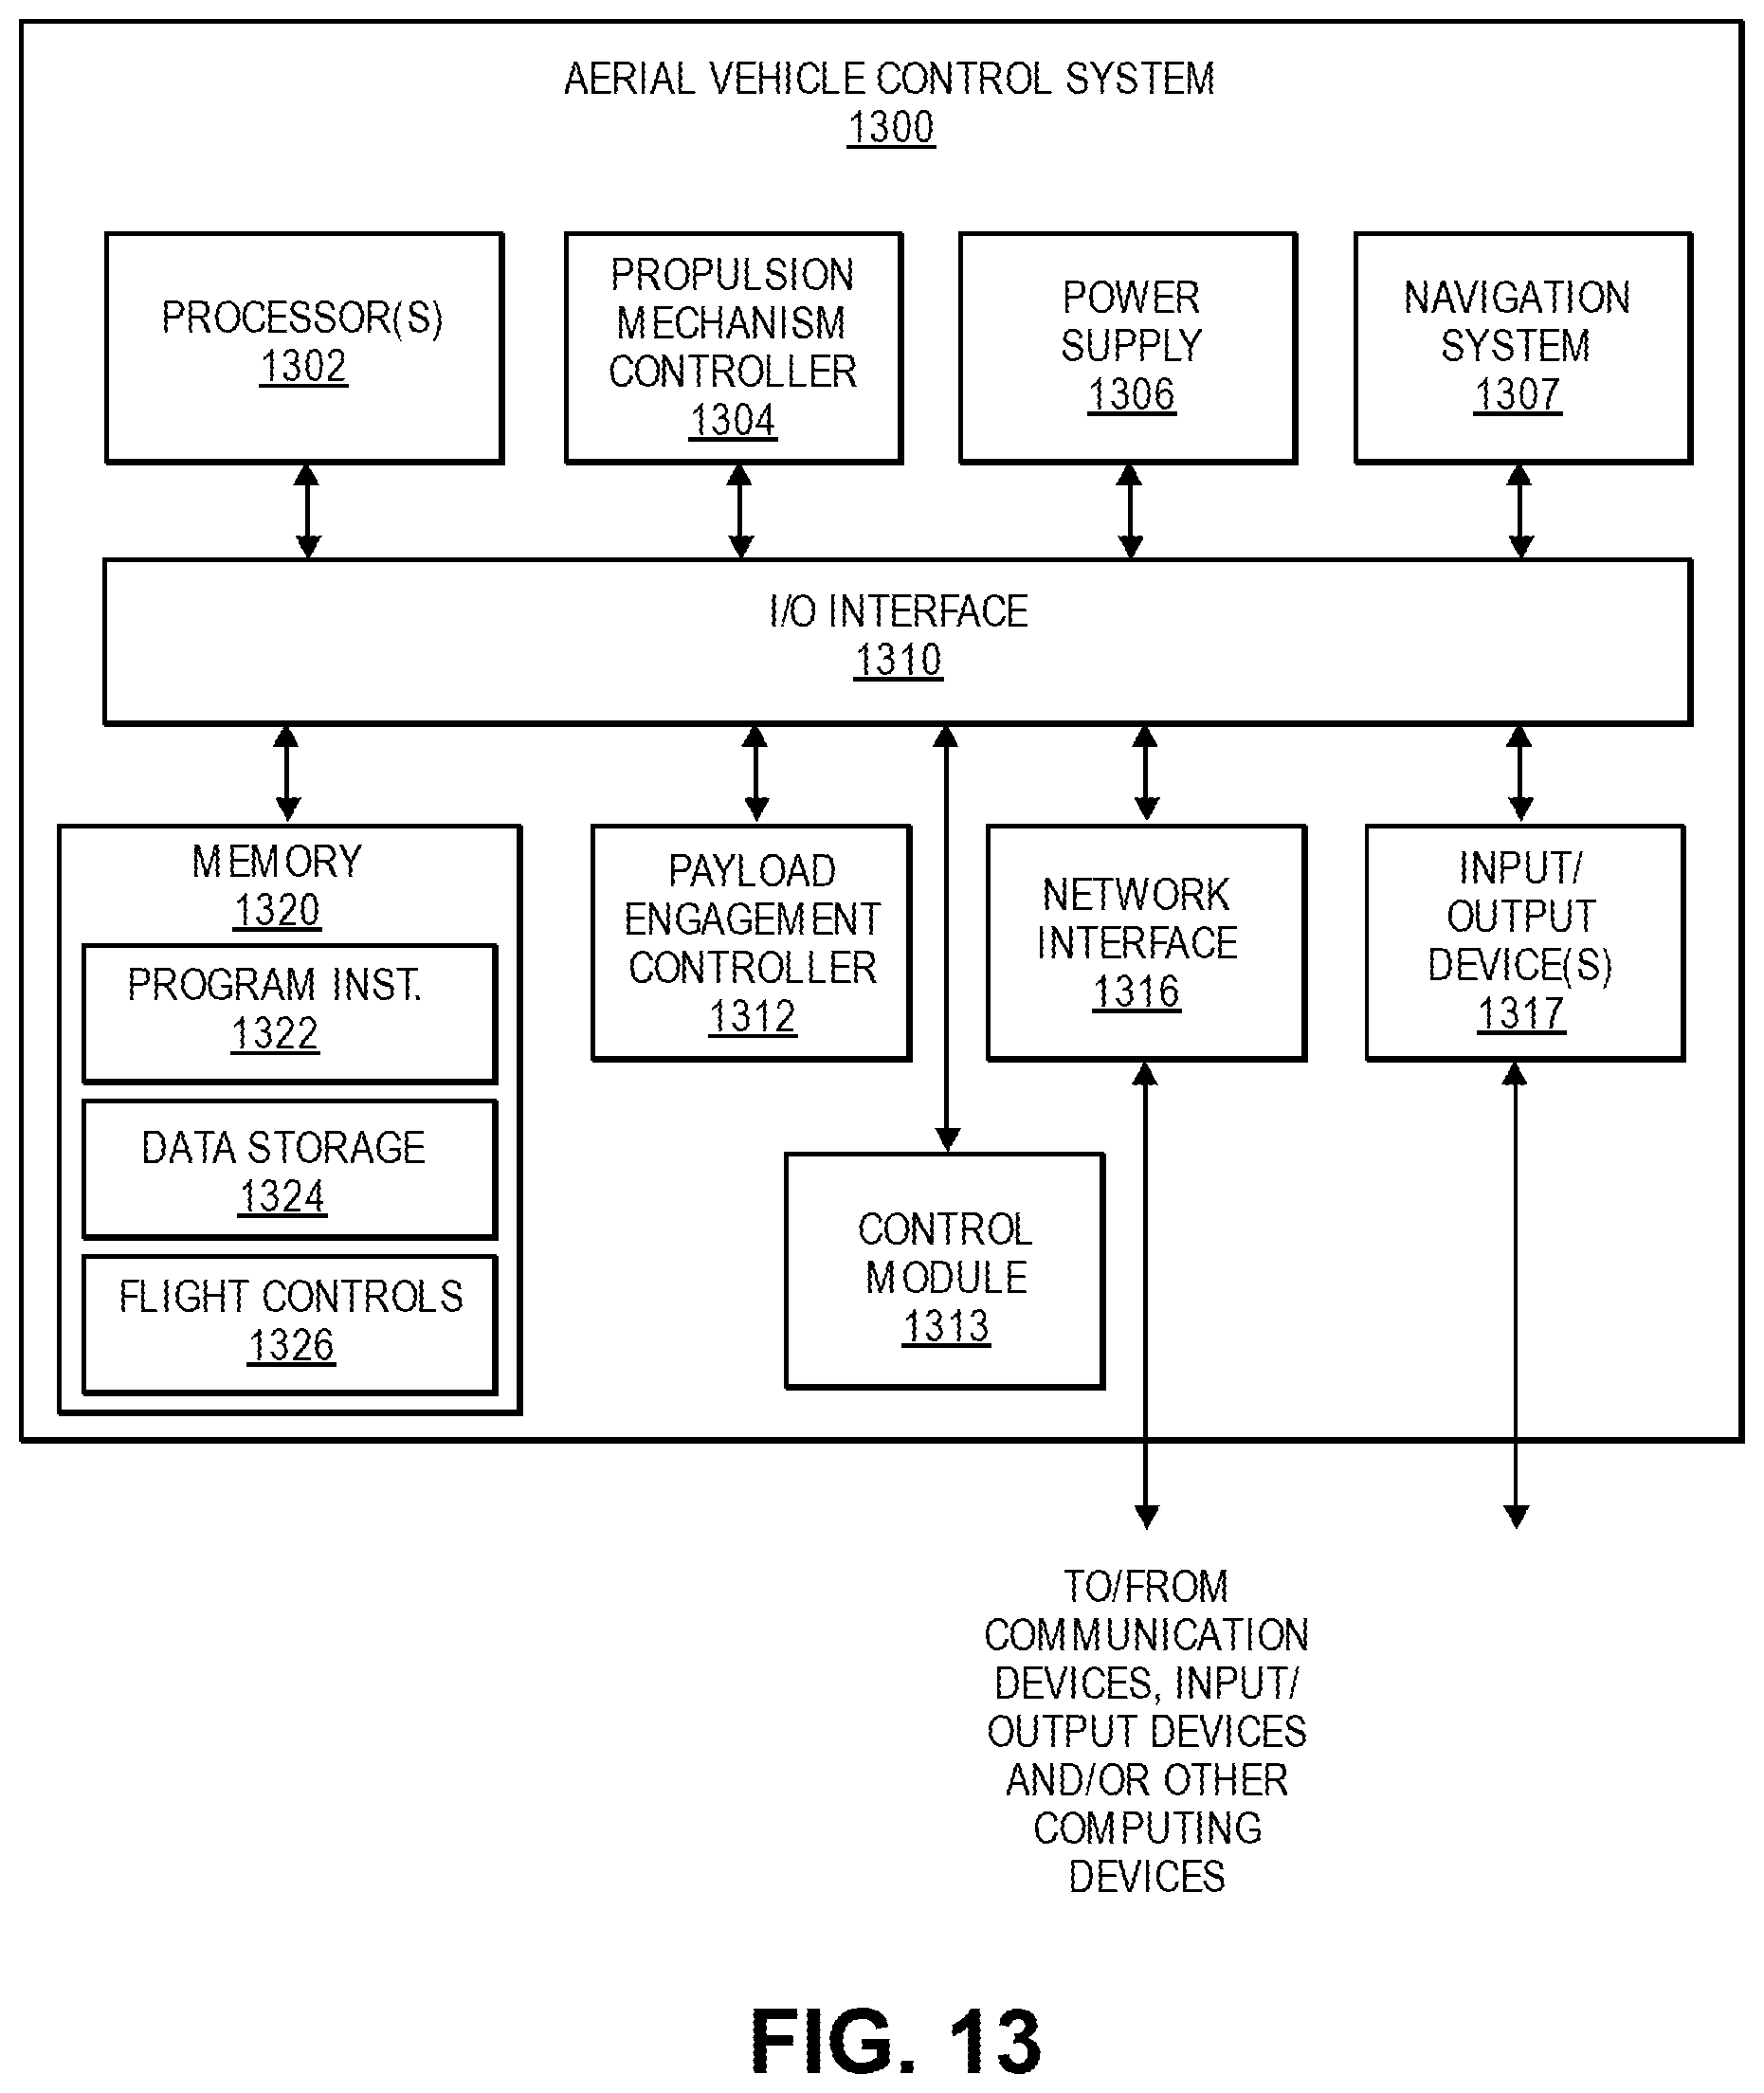 AERIAL VEHICLE CONTROL SYSTEM
1300
PROCESSOR(S)
1302
PROPULSION
MECHANISM
CONTROLLER
1304
POWER
SUPPLY
1306
NAVIGATION
SYSTEM
1307
I/O INTERFACE
1310
MEMORY
1320
PROGRAM INST.
1322
DATA STORAGE
1324
FLIGHT CONTROLS
1326
PAYLOAD
ENGAGEMENT
CONTROLLER
1312
CONTROL
MODULE
1313
NETWORK
INTERFACE
1316
INPUT/
OUTPUT
DEVICE(S)
1317
TO/FROM
COMMUNICATION
DEVICES, INPUT/
OUTPUT DEVICES
AND/OR OTHER
COMPUTING
DEVICES
FIG. 13